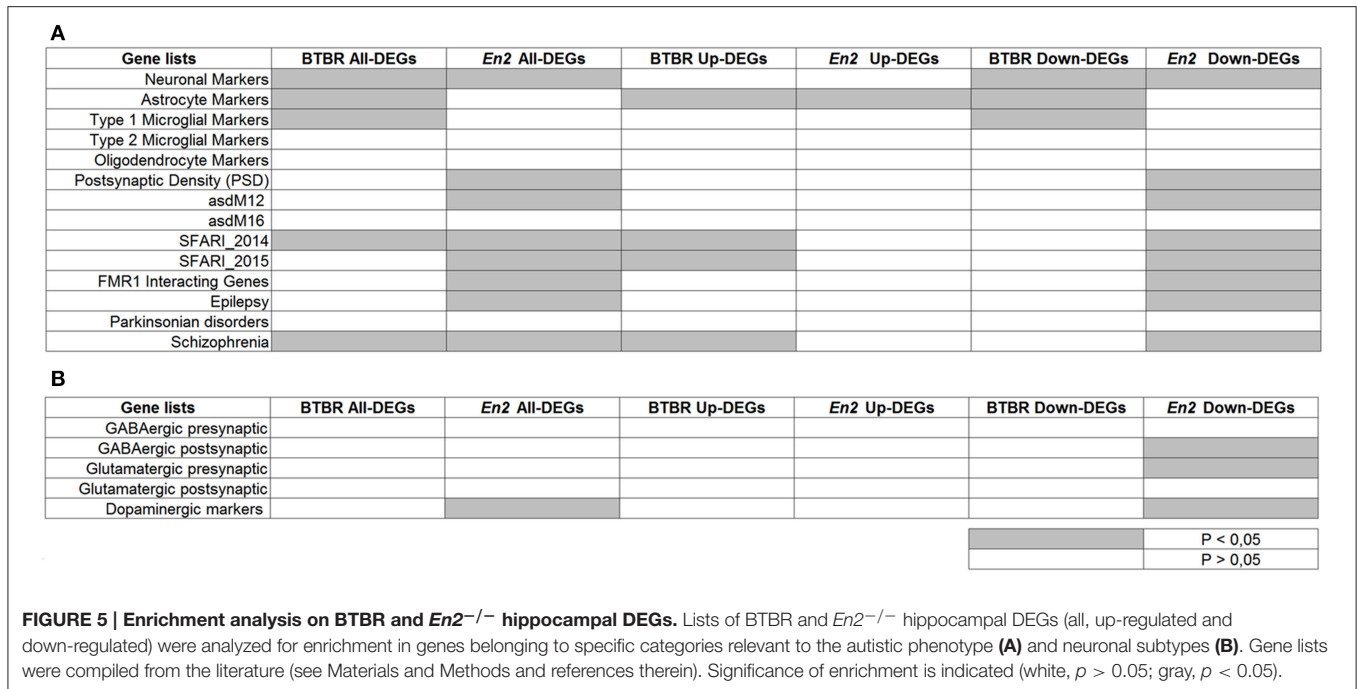 A
Gene lists BTBR All-DEGs En2 All-DEGs BTBR Up-DEGs En2 Up-DEGs BTBR Down-DEGs En2 Down-DEGs
Neuronal Markers
Astrocyte Markers
Type 1 Microglial Markers
Type 2 Microglial Markers
Oligodendrocyte Markers
Postsynaptic Density (PSD)
asdM12
asdM16
SFARI_2014
SFARI_2015
FMR1 Interacting Genes
Epilepsy
Parkinsonian disorders
Schizophrenia
B
Gene lists BTBR All-DEGs En2 All-DEGs BTBR Up-DEGs En2 Up-DEGs BTBR Down-DEGs En2 Down-DEGs
GABAergic presynaptic
GABAergic postsynaptic
Glutamatergic presynaptic
Glutamatergic postsynaptic
Dopaminergic markers
P < 0,05
P > 0,05
FIGURE 5 | Enrichment analysis on BTBR and En2−/− hippocampal DEGs. Lists of BTBR and En2−/− hippocampal DEGs (all, up-regulated and
down-regulated) were analyzed for enrichment in genes belonging to specific categories relevant to the autistic phenotype (A) and neuronal subtypes (B). Gene lists
were compiled from the literature (see Materials and Methods and references therein). Significance of enrichment is indicated (white, p > 0.05; gray, p < 0.05).